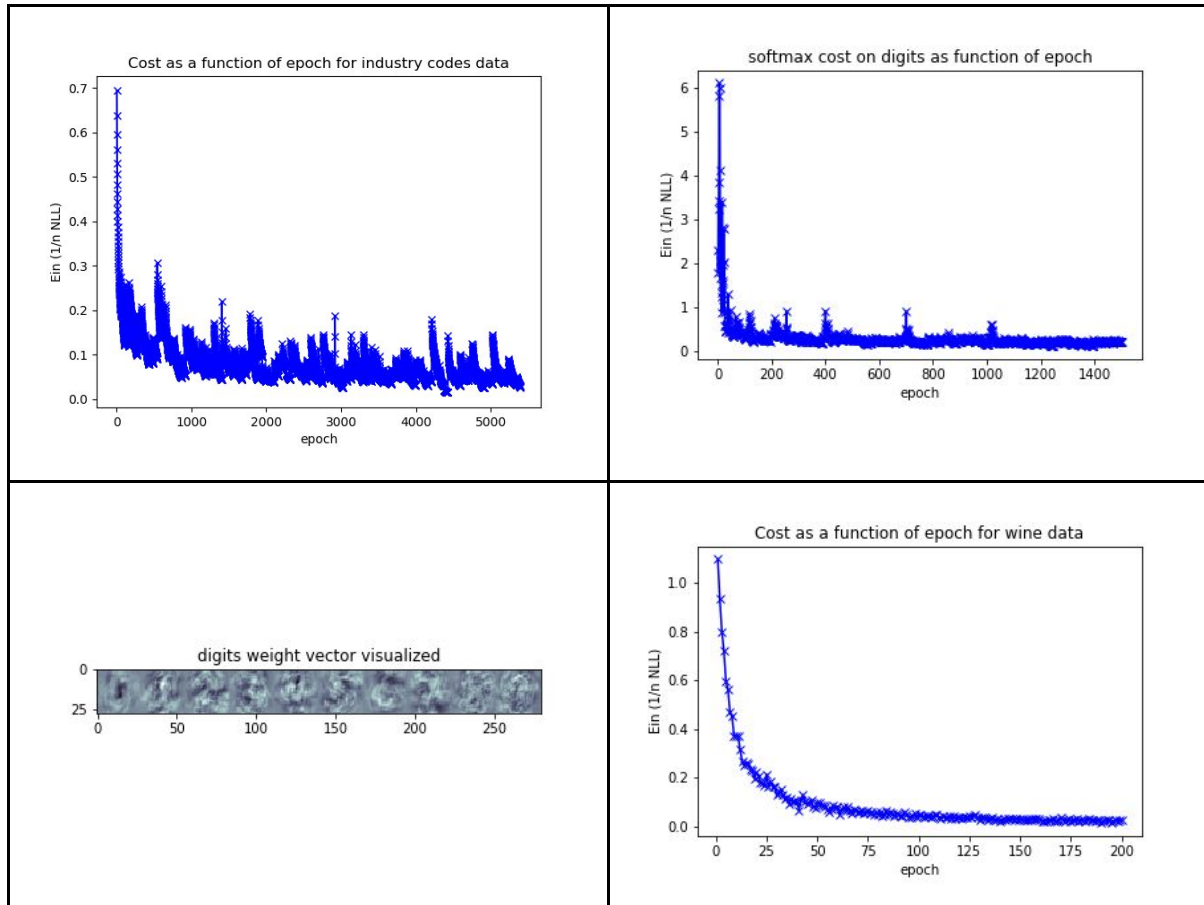 Cost as a function of epoch for industry codes data
0.7
0.6
0.5
0.4
0.3
0.2
0.1
0.0
Ein (1/n NLL)
0 1000 2000 3000 4000 5000
epoch
softmax cost on digits as function of epoch
6
5
4
3
2
1
0
Ein (1/n NLL)
0 200 400 600 800 1000 1200 1400
epoch
digits weight vector visualized
0
25
0 50 100 150 200 250
Cost as a function of epoch for wine data
1.0
0.8
0.6
0.4
0.2
0.0
Ein (1/n NLL)
0 25 50 75 100 125 150 175 200
epoch